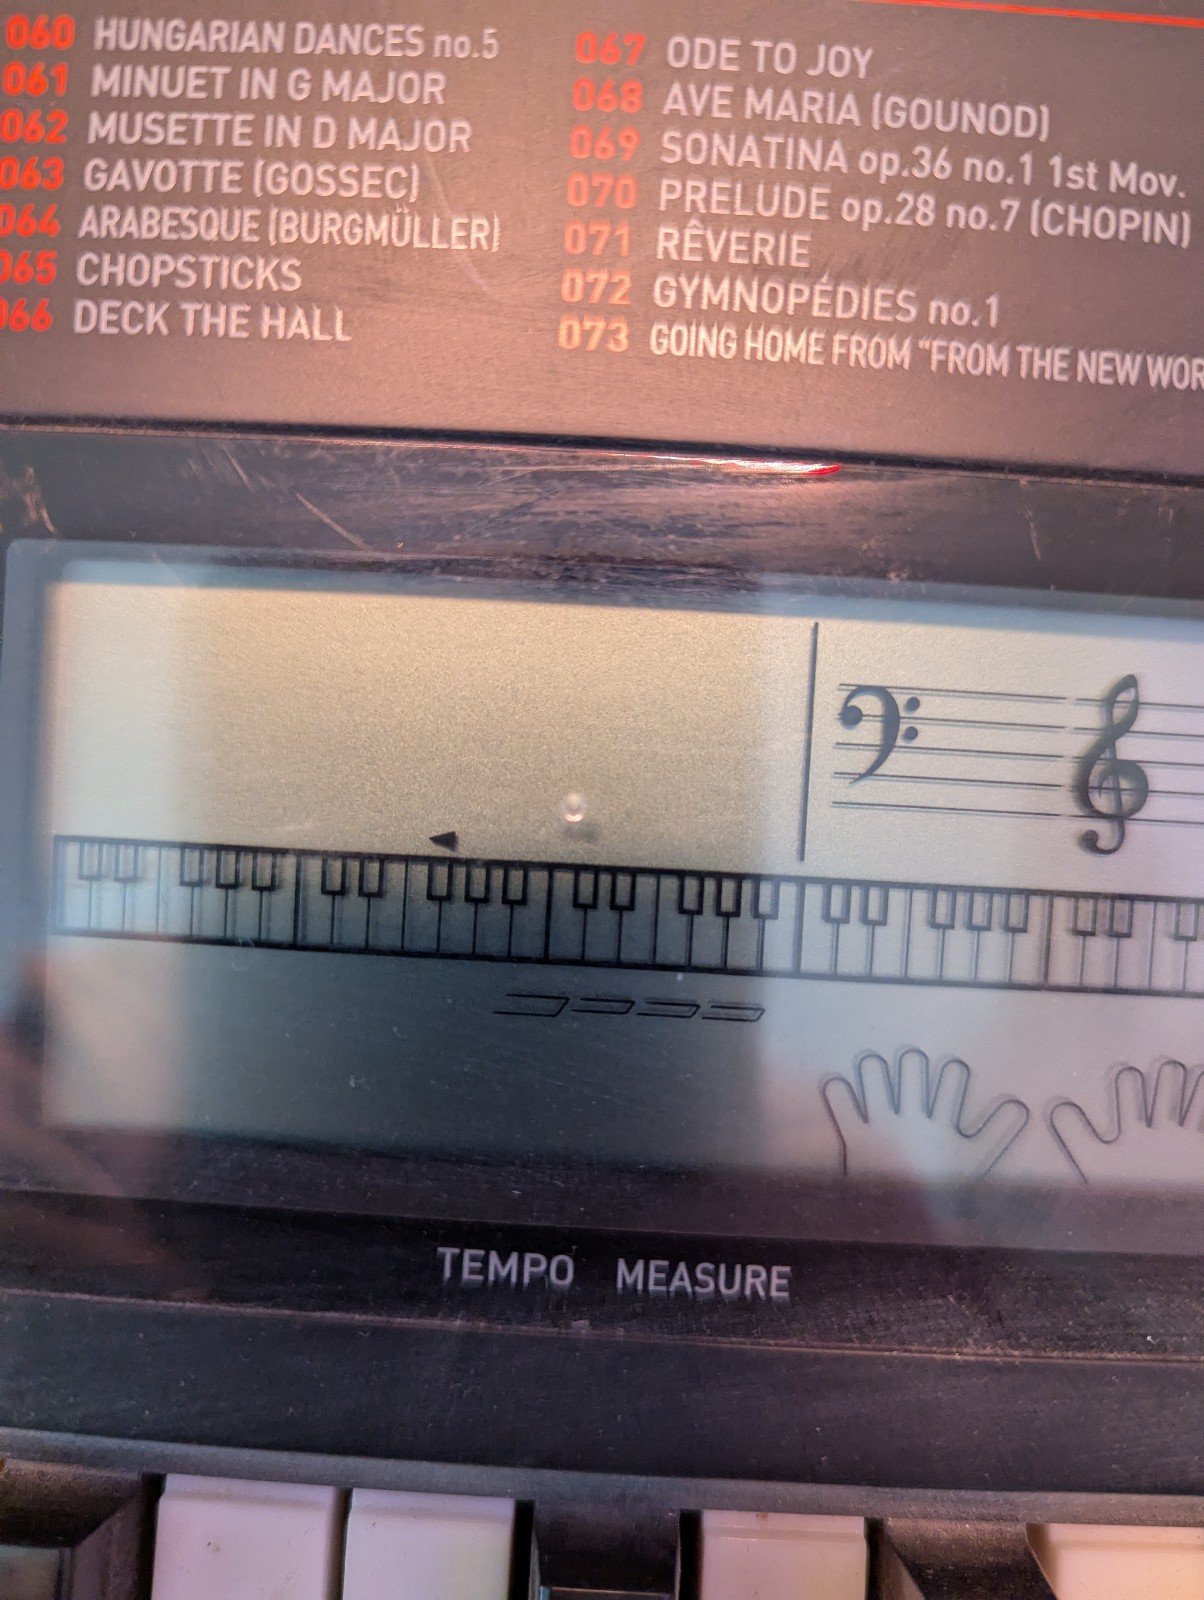 060 HUNGARIAN DANCES no.5
061 MINUET IN G MAJOR
062 MUSETTE IN D MAJOR
063 GAVOTTE (GOSSEC)
064 ARABESQUE (BURGMÜLLER)
065 CHOPSTICKS
066 DECK THE HALL
067 ODE TO JOY
068 AVE MARIA (GOUNOD)
069 SONATINA op.36 no.1 1st Mov.
070 PRELUDE op.28 no.7 (CHOPIN)
071 RÊVERIE
072 GYMNOPÉDIES no.1
073 GOING HOME FROM "FROM THE NEW WOR
TEMPO MEASURE